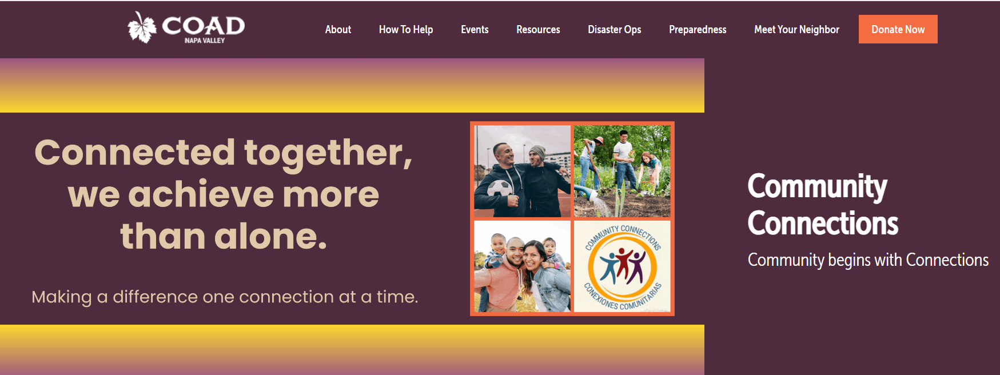 COAD
NAPA VALLEY
About
How To Help
Events
Resources
Disaster Ops
Preparedness
Meet Your Neighbor
Donate Now
Connected together,
we achieve more
than alone.
Making a difference one connection at a time.
COMMUNITY CONNECTIONS
CONEXIONES COMUNITARIAS
Community
Connections
Community begins with Connections